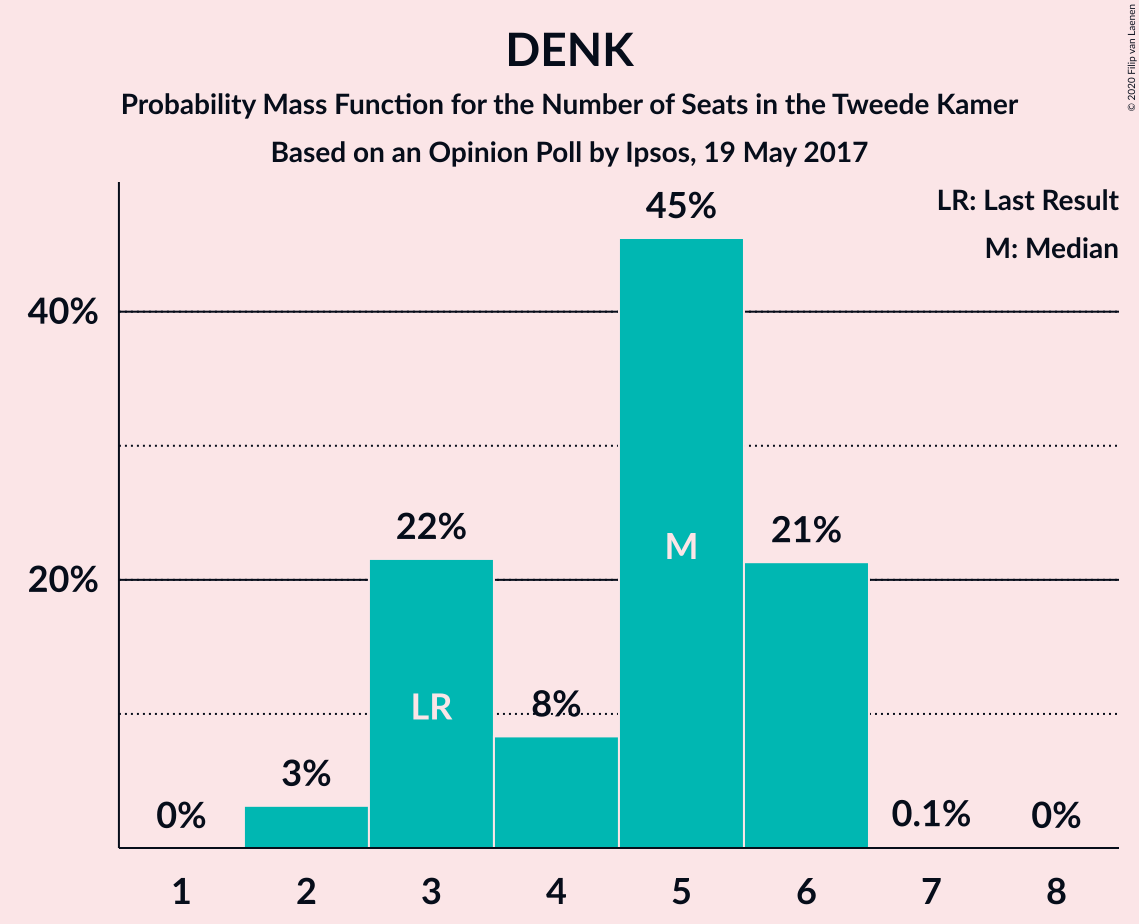 DENK
Probability Mass Function for the Number of Seats in the Tweede Kamer
Based on an Opinion Poll by Ipsos, 19 May 2017
© 2020 Filip van Laenen
LR: Last Result
M: Median
45%
40%
22%
M
21%
20%
LR
8%
3%
0%
0.1%
0%
1 2 3 4 5 6 7 8